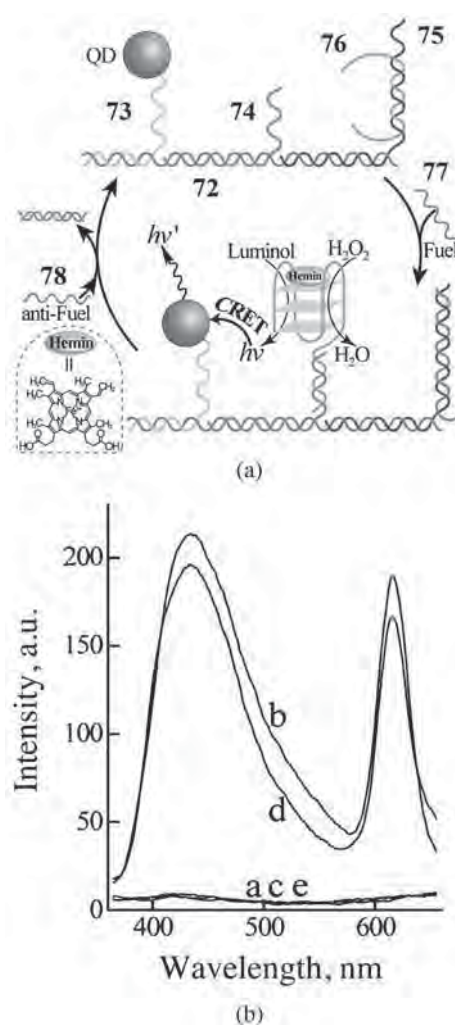 QD
73
74
76
75
72
77
Fuel
78
anti-Fuel
Hemin
hν'
CRET
hν
Luminol
Hemin
H₂O₂
H₂O
(a)
Intensity, a.u.
200
150
100
50
0
b
d
a c e
400
500
600
Wavelength, nm
(b)